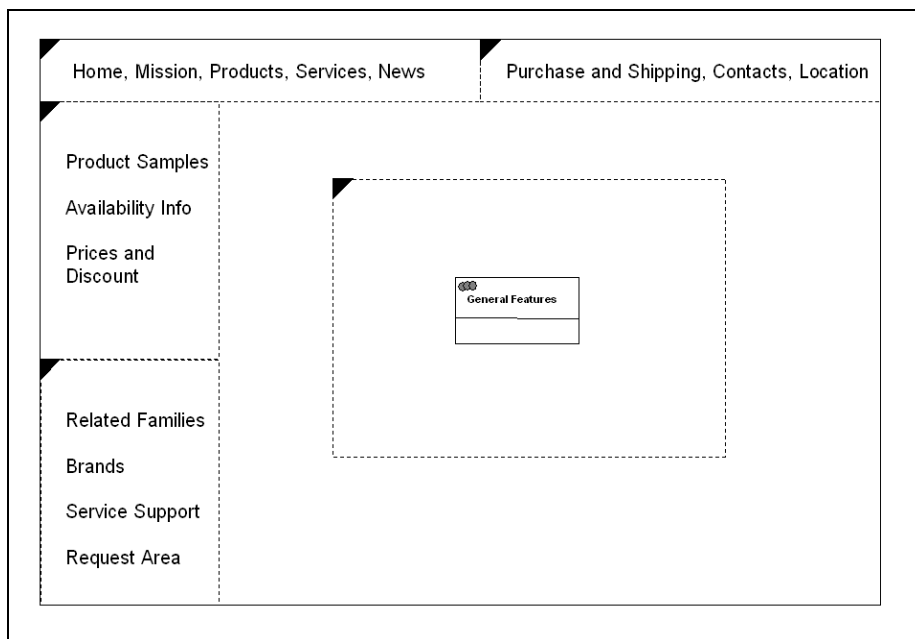 Home, Mission, Products, Services, News
Purchase and Shipping, Contacts, Location
Product Samples
Availability Info
Prices and
Discount
General Features
Related Families
Brands
Service Support
Request Area